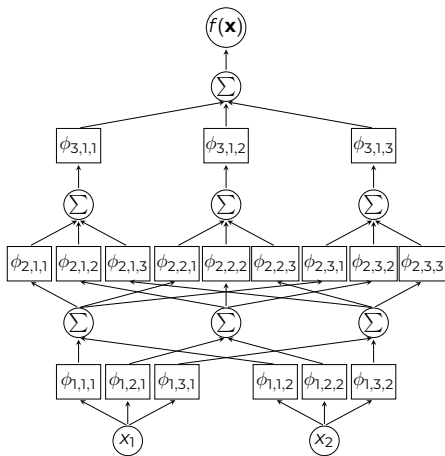 f(x)
∑
ϕ3,1,1 ϕ3,1,2 ϕ3,1,3
∑ ∑ ∑
ϕ2,1,1 ϕ2,1,2 ϕ2,1,3 ϕ2,2,1 ϕ2,2,2 ϕ2,2,3 ϕ2,3,1 ϕ2,3,2 ϕ2,3,3
∑ ∑ ∑
ϕ1,1,1 ϕ1,2,1 ϕ1,3,1 ϕ1,1,2 ϕ1,2,2 ϕ1,3,2
x1 x2